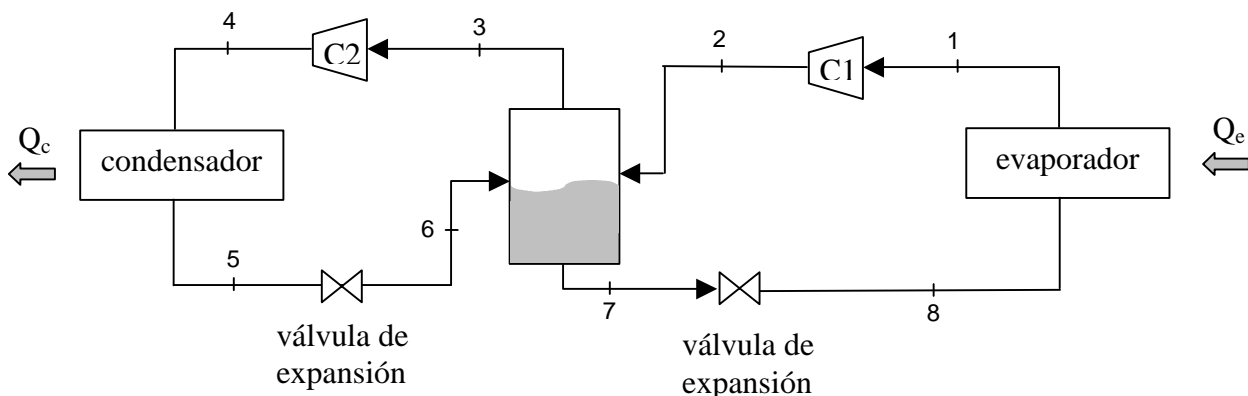 4
C2
3
2
C1
1
Qc
condensador
evaporador
Qe
5
6
7
8
válvula de
expansión
válvula de
expansión